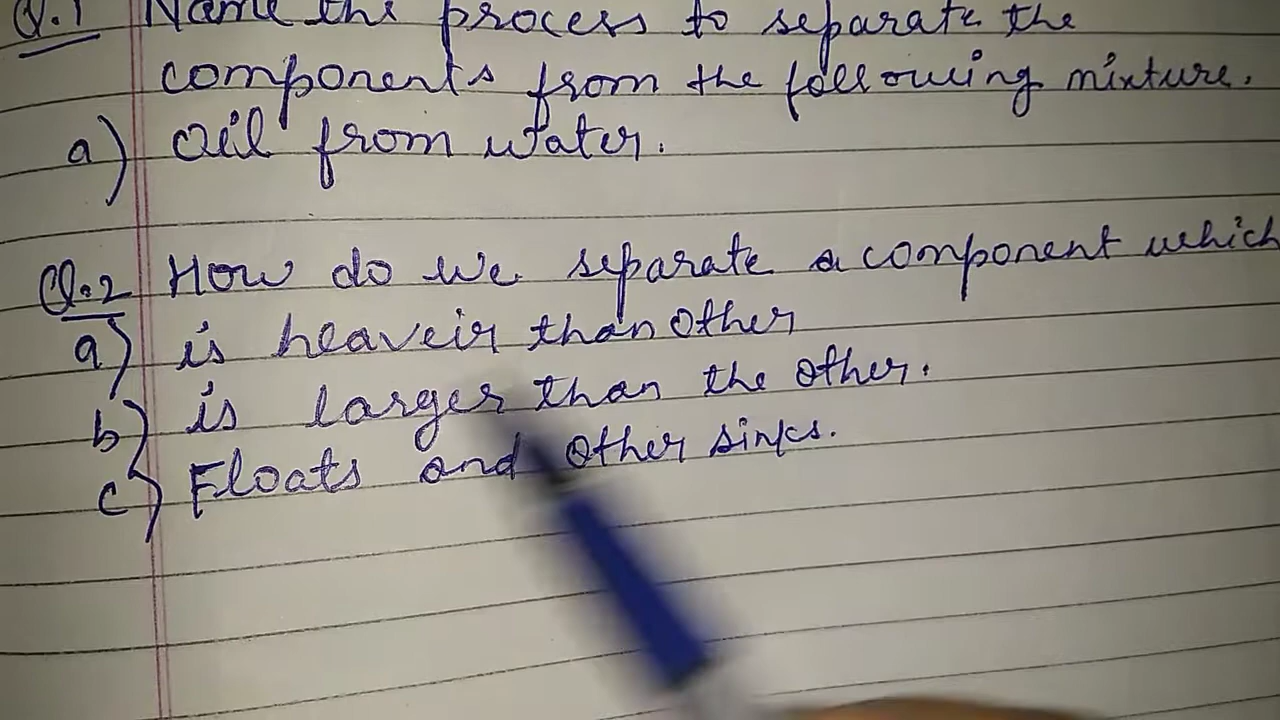 Q.1 Name the process to separate the
components from the following mixture.
a) Oil from water.
Q.2 How do we separate a component which
a) is heaveir than other
b) is larger than the other.
c) Floats and other sinks.